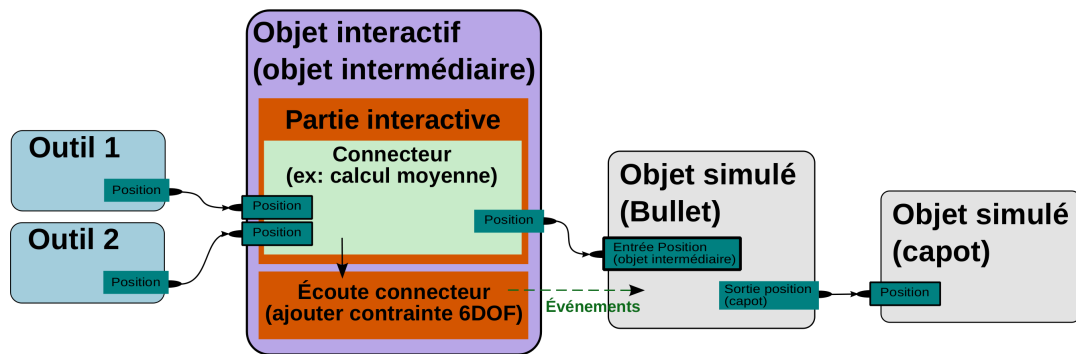 Outil 1
Position
Outil 2
Position
Objet interactif
(objet intermédiaire)
Partie interactive
Connecteur
(ex: calcul moyenne)
Position
Position
Position
Écoute connecteur
(ajouter contrainte 6DOF)
Événements
Objet simulé
(Bullet)
Entrée Position
(objet intermédiaire)
Sortie position
(capot)
Objet simulé
(capot)
Position